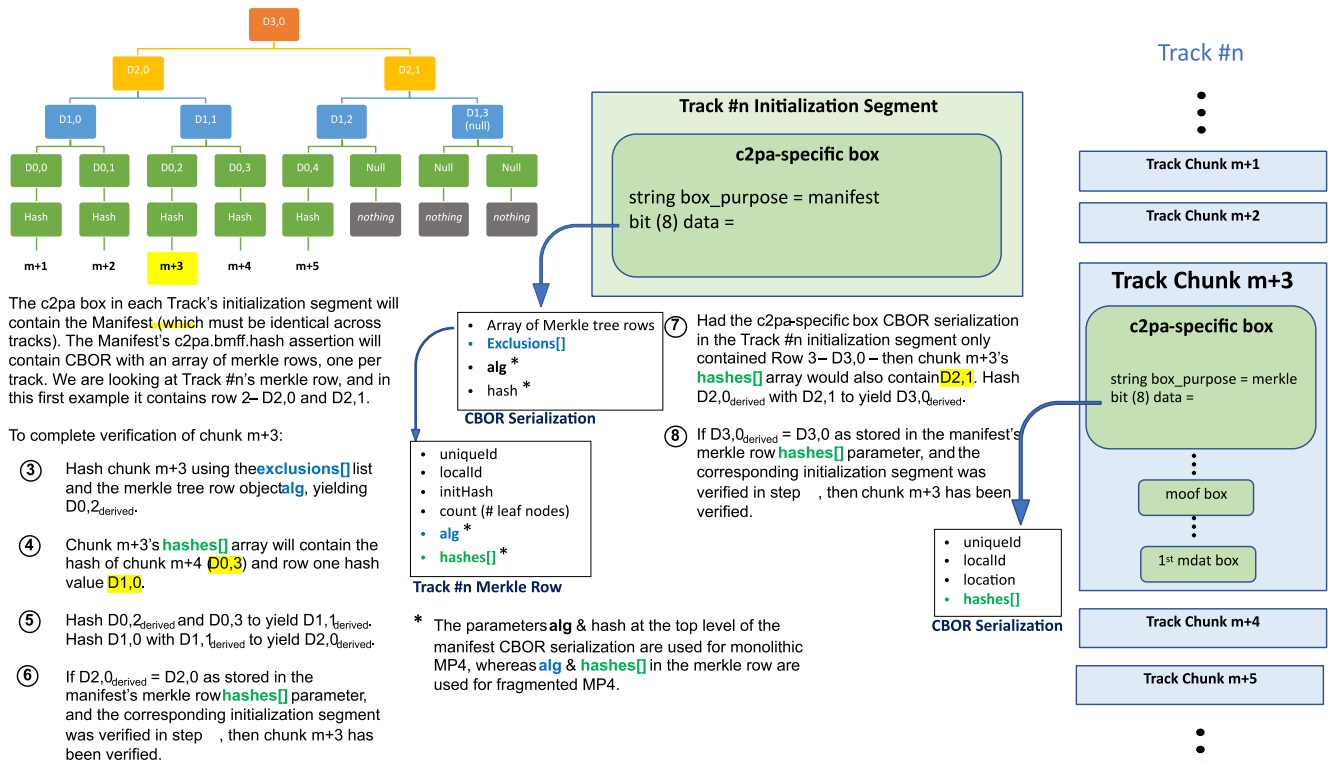 D3,0
D2,0
D2,1
D1,0
D1,1
D1,2
D1,3
(null)
D0,0
D0,1
D0,2
D0,3
D0,4
Null
Null
Null
Hash
Hash
Hash
Hash
Hash
nothing
nothing
nothing
m+1
m+2
m+3
m+4
m+5
The c2pa box in each Track's initialization segment will
contain the Manifest (which must be identical across
tracks). The Manifest's c2pa.bmff.hash assertion will
contain CBOR with an array of merkle rows, one per
track. We are looking at Track #n's merkle row, and in
this first example it contains row 2– D2,0 and D2,1.
To complete verification of chunk m+3:
3
Hash chunk m+3 using the exclusions[] list
and the merkle tree row object alg, yielding
D0,2derived.
4
Chunk m+3's hashes[] array will contain the
hash of chunk m+4 (D0,3) and row one hash
value D1,0.
5
Hash D0,2derived and D0,3 to yield D1,1derived.
Hash D1,0 with D1,1derived to yield D2,0derived.
6
If D2,0derived = D2,0 as stored in the
manifest's merkle row hashes[] parameter,
and the corresponding initialization segment
was verified in step , then chunk m+3 has
been verified.
Track #n Initialization Segment
c2pa-specific box
string box_purpose = manifest
bit (8) data =
• Array of Merkle tree rows
• Exclusions[]
• alg *
• hash *
CBOR Serialization
• uniqueId
• localId
• initHash
• count (# leaf nodes)
• alg *
• hashes[] *
Track #n Merkle Row
* The parameters alg & hash at the top level of the
manifest CBOR serialization are used for monolithic
MP4, whereas alg & hashes[] in the merkle row are
used for fragmented MP4.
7
Had the c2pa-specific box CBOR serialization
in the Track #n initialization segment only
contained Row 3– D3,0 – then chunk m+3's
hashes[] array would also contain D2,1. Hash
D2,0derived with D2,1 to yield D3,0derived.
8
If D3,0derived = D3,0 as stored in the manifest's
merkle row hashes[] parameter, and the
corresponding initialization segment was
verified in step , then chunk m+3 has been
verified.
• uniqueId
• localId
• location
• hashes[]
CBOR Serialization
Track #n
Track Chunk m+1
Track Chunk m+2
Track Chunk m+3
c2pa-specific box
string box_purpose = merkle
bit (8) data =
moof box
1st mdat box
Track Chunk m+4
Track Chunk m+5